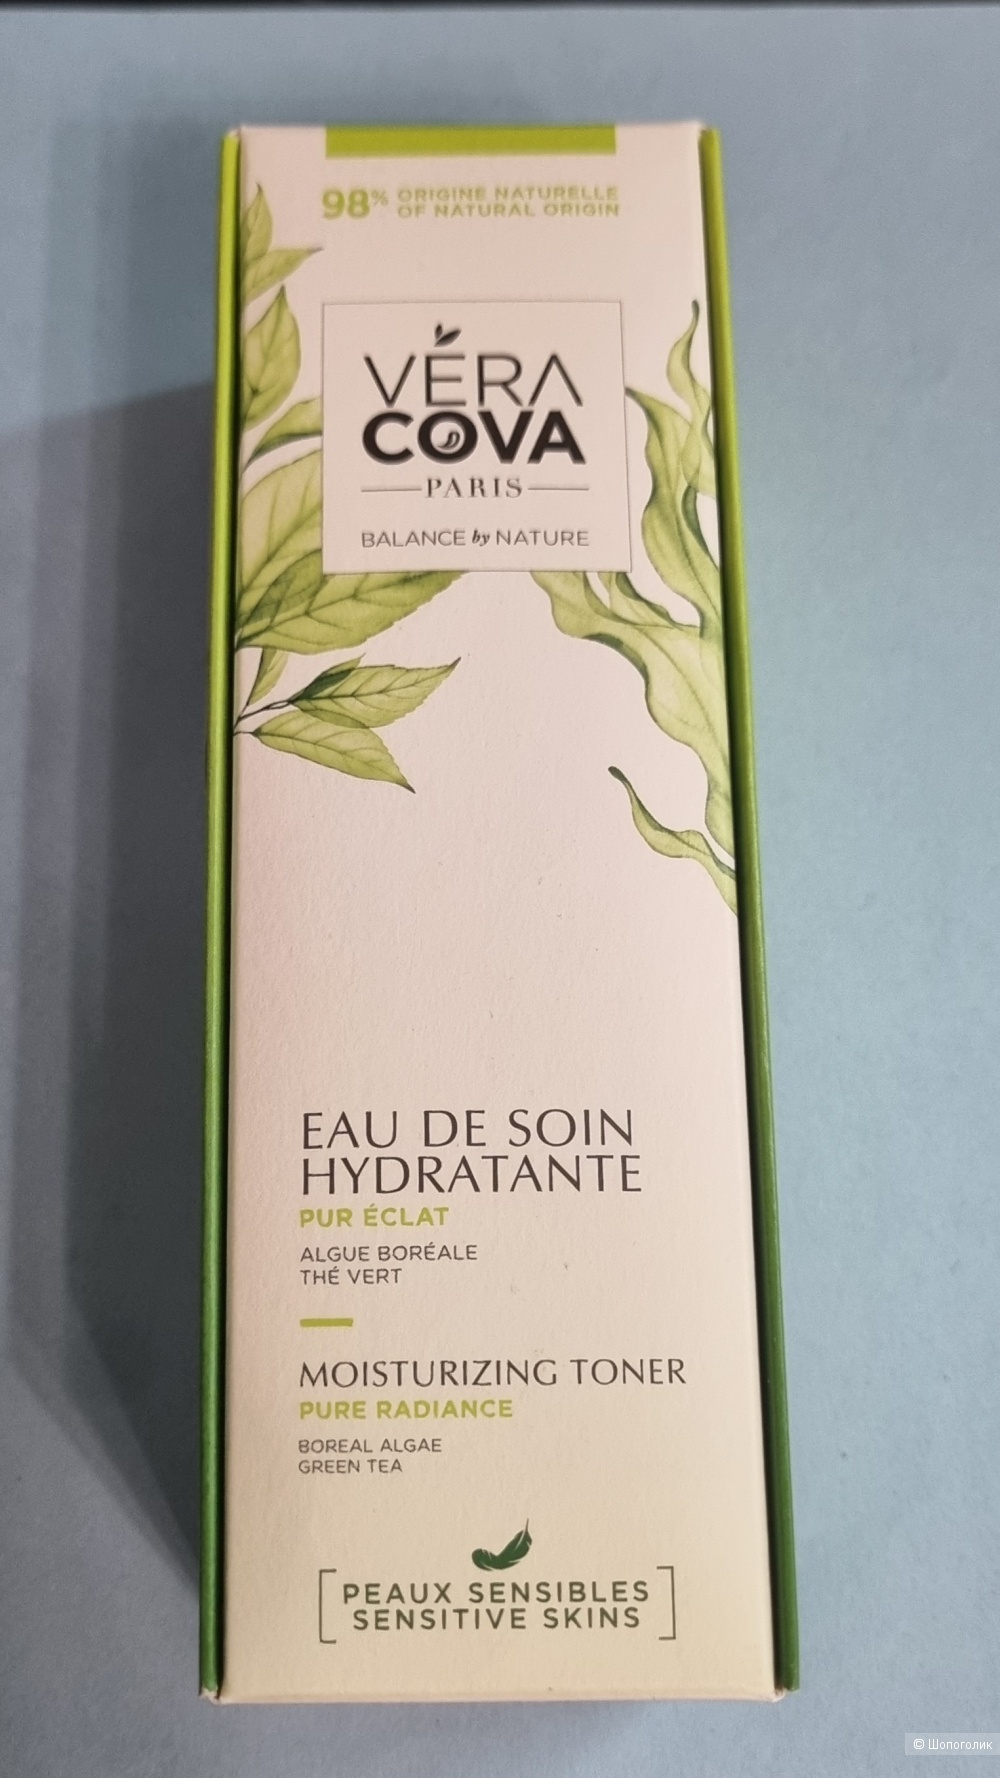 98% ORIGINE NATURELLE
OF NATURAL ORIGIN
VÉRA
COVA
PARIS
BALANCE by NATURE
EAU DE SOIN
HYDRATANTE
PUR ÉCLAT
ALGUE BORÉALE
THÉ VERT
MOISTURIZING TONER
PURE RADIANCE
BOREAL ALGAE
GREEN TEA
PEAUX SENSIBLES
SENSITIVE SKINS
© Шопоголик